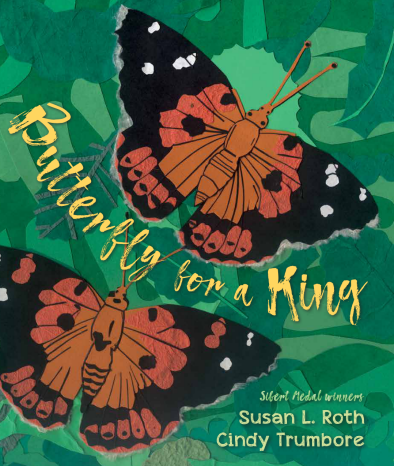 Butterfly for a King
Sibert Medal winners
Susan L. Roth
Cindy Trumbore